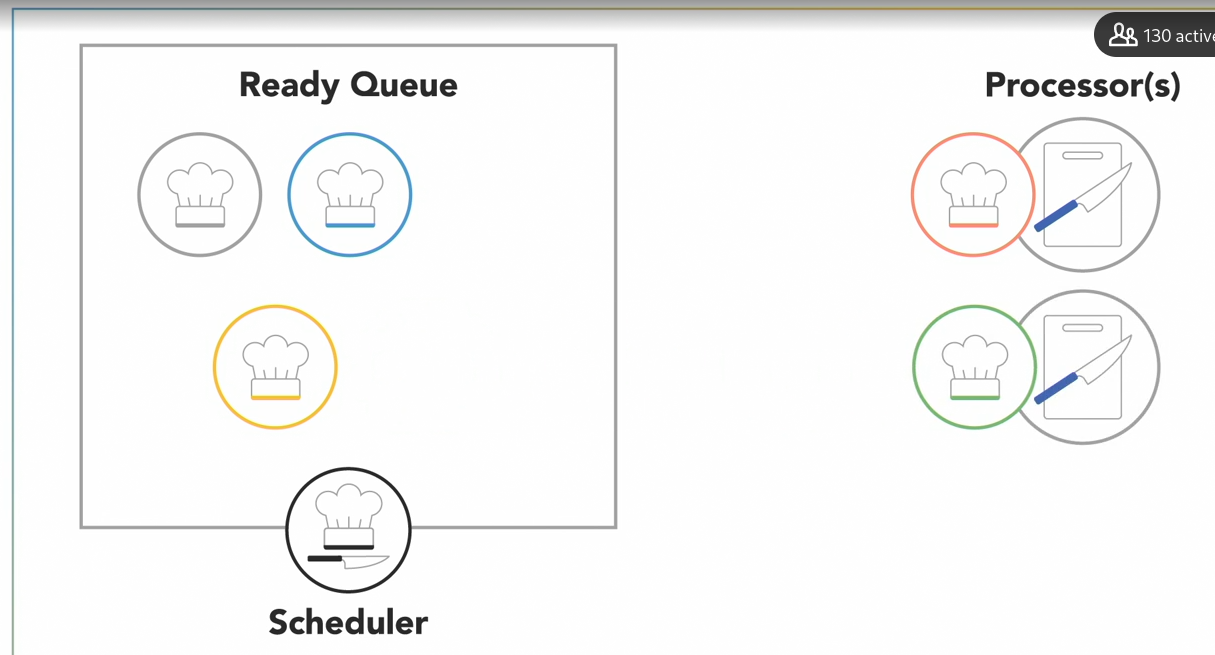 130 active
Ready Queue
Processor(s)
Scheduler